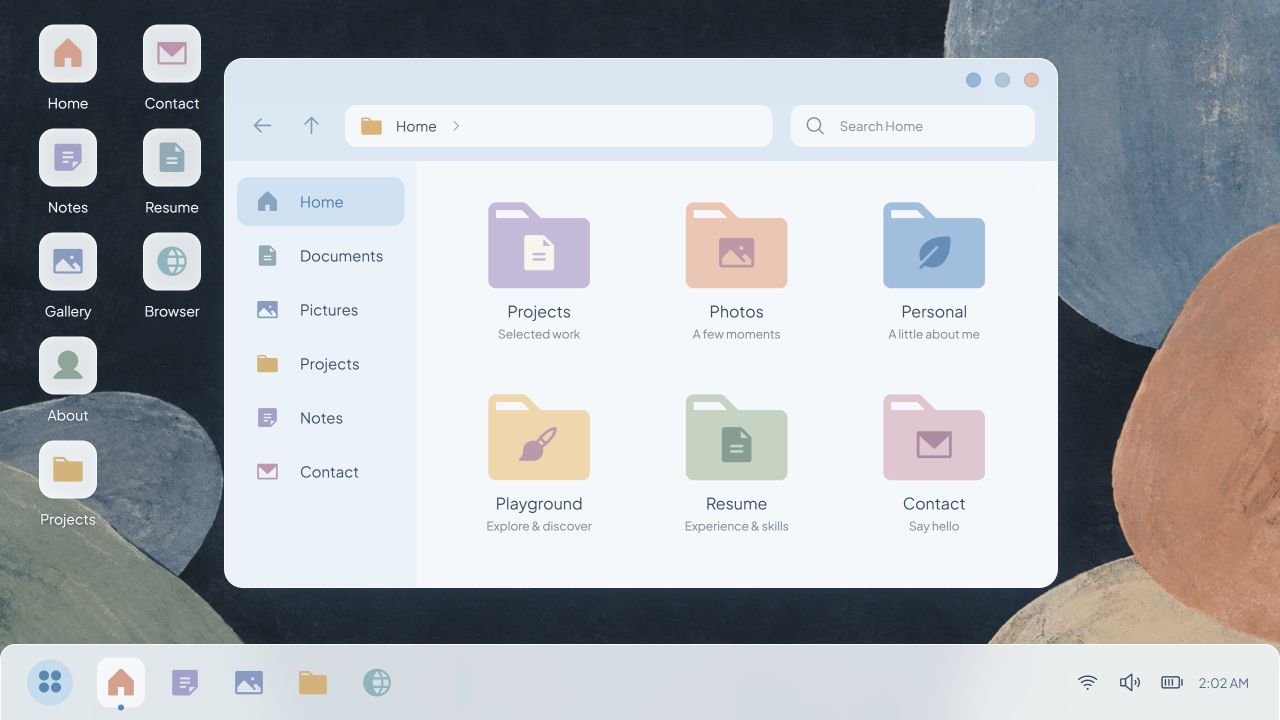 Home
Contact
Notes
Resume
Gallery
Browser
About
Projects
Home
Search Home
Home
Documents
Pictures
Projects
Notes
Contact
Projects
Selected work
Photos
A few moments
Personal
A little about me
Playground
Explore & discover
Resume
Experience & skills
Contact
Say hello
2:02 AM